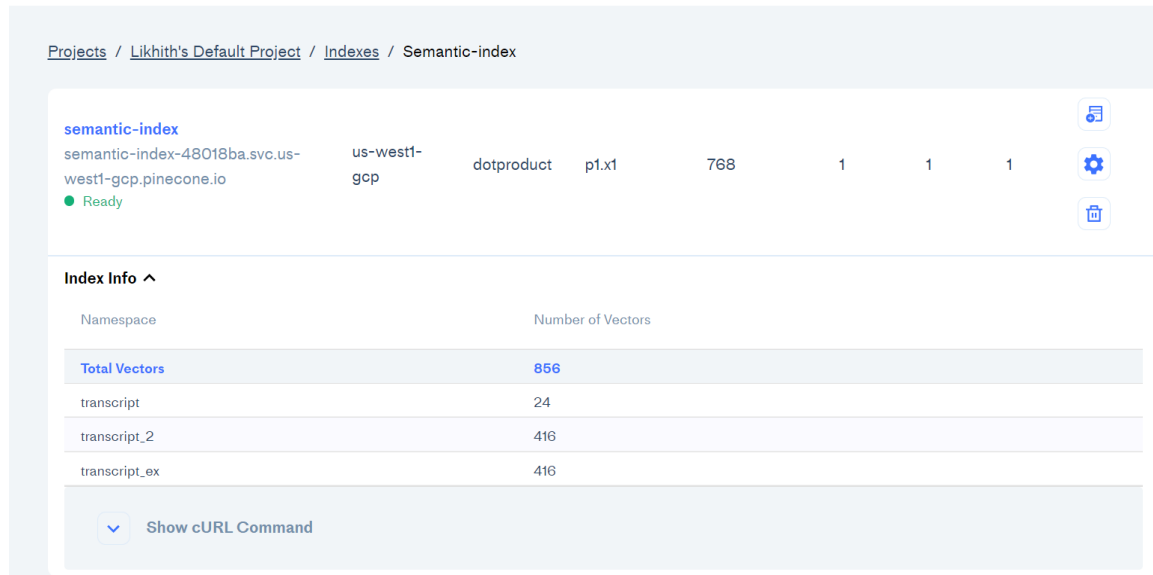 Projects / Likhith's Default Project / Indexes / Semantic-index
semantic-index
semantic-index-48018ba.svc.us-
west1-gcp.pinecone.io
Ready
us-west1-
gcp
dotproduct
p1.x1
768
1
1
1
Index Info
Namespace Number of Vectors
Total Vectors 856
transcript 24
transcript_2 416
transcript_ex 416
Show cURL Command